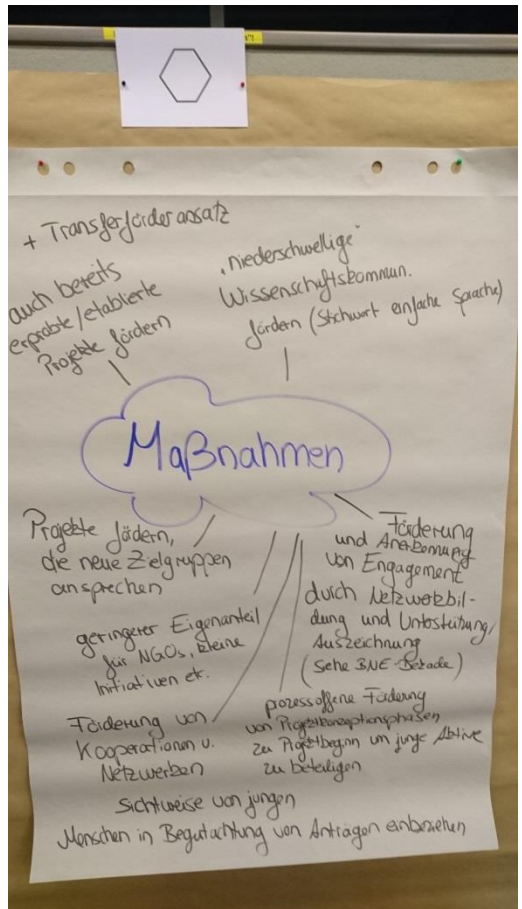 + Transferförderansatz
auch bereits
erprobte/etablierte
Projekte fördern
„niederschwellige"
Wissenschaftskommun.
fördern (Stichwort einfache Sprache)
Maßnahmen
Projekte fördern,
die neue Zielgruppen
ansprechen
geringerer Eigenanteil
für NGOs, kleine
Initiativen etc.
Förderung von
Kooperationen u.
Netzwerken
prozessoffene Förderung
von Projektkonzeptionsphasen
zu Projektbeginn um junge Aktive
zu beteiligen
Förderung
und Anerkennung
von Engagement
durch Netzwerkbil-
dung und Unterstützung,
Auszeichnung
(siehe BNE-Dekade)
Sichtweise von jungen
Menschen in Begutachtung von Anträgen einbeziehen